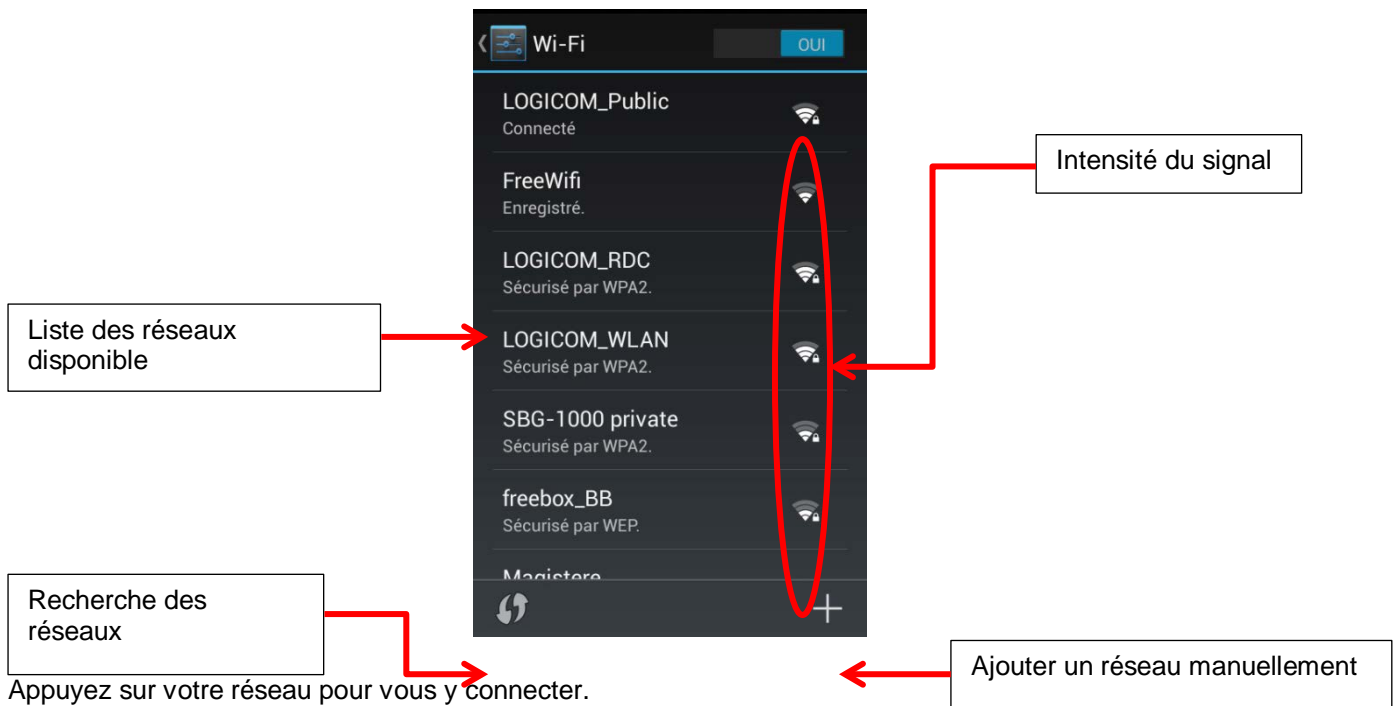 Wi-Fi
OUI
LOGICOM_Public
Connecté
FreeWifi
Enregistré.
LOGICOM_RDC
Sécurisé par WPA2.
LOGICOM_WLAN
Sécurisé par WPA2.
SBG-1000 private
Sécurisé par WPA2.
freebox_BB
Sécurisé par WEP.
Magistere
Intensité du signal
Liste des réseaux
disponible
Recherche des
réseaux
Ajouter un réseau manuellement
Appuyez sur votre réseau pour vous y connecter.